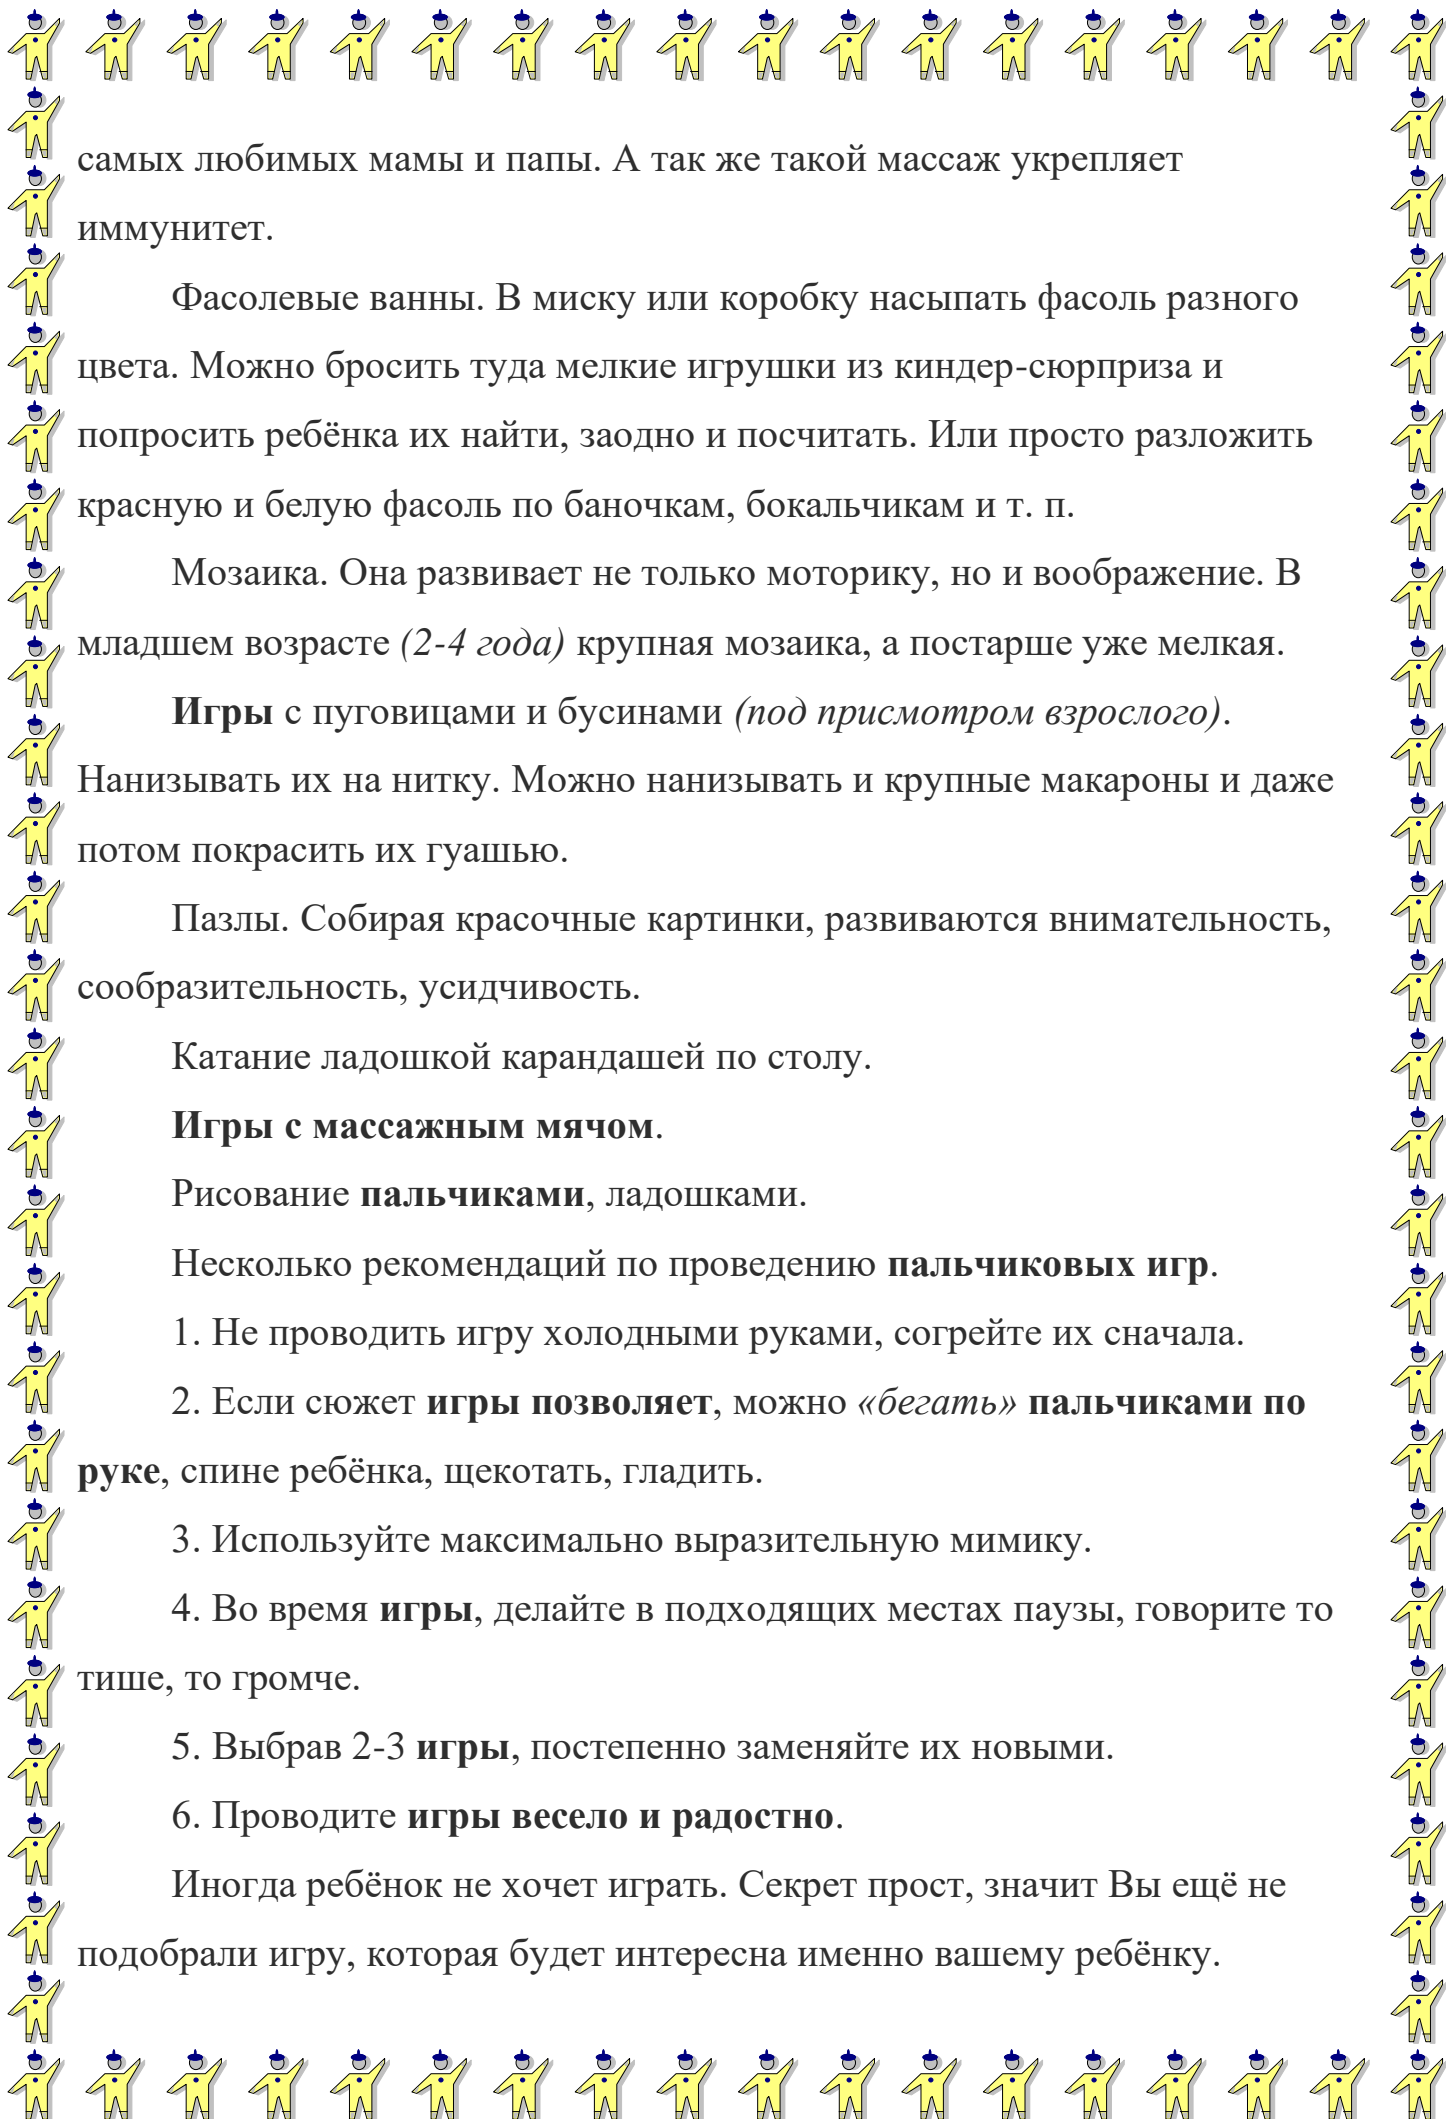 самых любимых мамы и папы. А так же такой массаж укрепляет
иммунитет.
Фасолевые ванны. В миску или коробку насыпать фасоль разного
цвета. Можно бросить туда мелкие игрушки из киндер-сюрприза и
попросить ребёнка их найти, заодно и посчитать. Или просто разложить
красную и белую фасоль по баночкам, бокальчикам и т. п.
Мозаика. Она развивает не только моторику, но и воображение. В
младшем возрасте (2-4 года) крупная мозаика, а постарше уже мелкая.
Игры с пуговицами и бусинами (под присмотром взрослого).
Нанизывать их на нитку. Можно нанизывать и крупные макароны и даже
потом покрасить их гуашью.
Пазлы. Собирая красочные картинки, развиваются внимательность,
сообразительность, усидчивость.
Катание ладошкой карандашей по столу.
Игры с массажным мячом.
Рисование пальчиками, ладошками.
Несколько рекомендаций по проведению пальчиковых игр.
1. Не проводить игру холодными руками, согрейте их сначала.
2. Если сюжет игры позволяет, можно «бегать» пальчиками по
руке, спине ребёнка, щекотать, гладить.
3. Используйте максимально выразительную мимику.
4. Во время игры, делайте в подходящих местах паузы, говорите то
тише, то громче.
5. Выбрав 2-3 игры, постепенно заменяйте их новыми.
6. Проводите игры весело и радостно.
Иногда ребёнок не хочет играть. Секрет прост, значит Вы ещё не
подобрали игру, которая будет интересна именно вашему ребёнку.